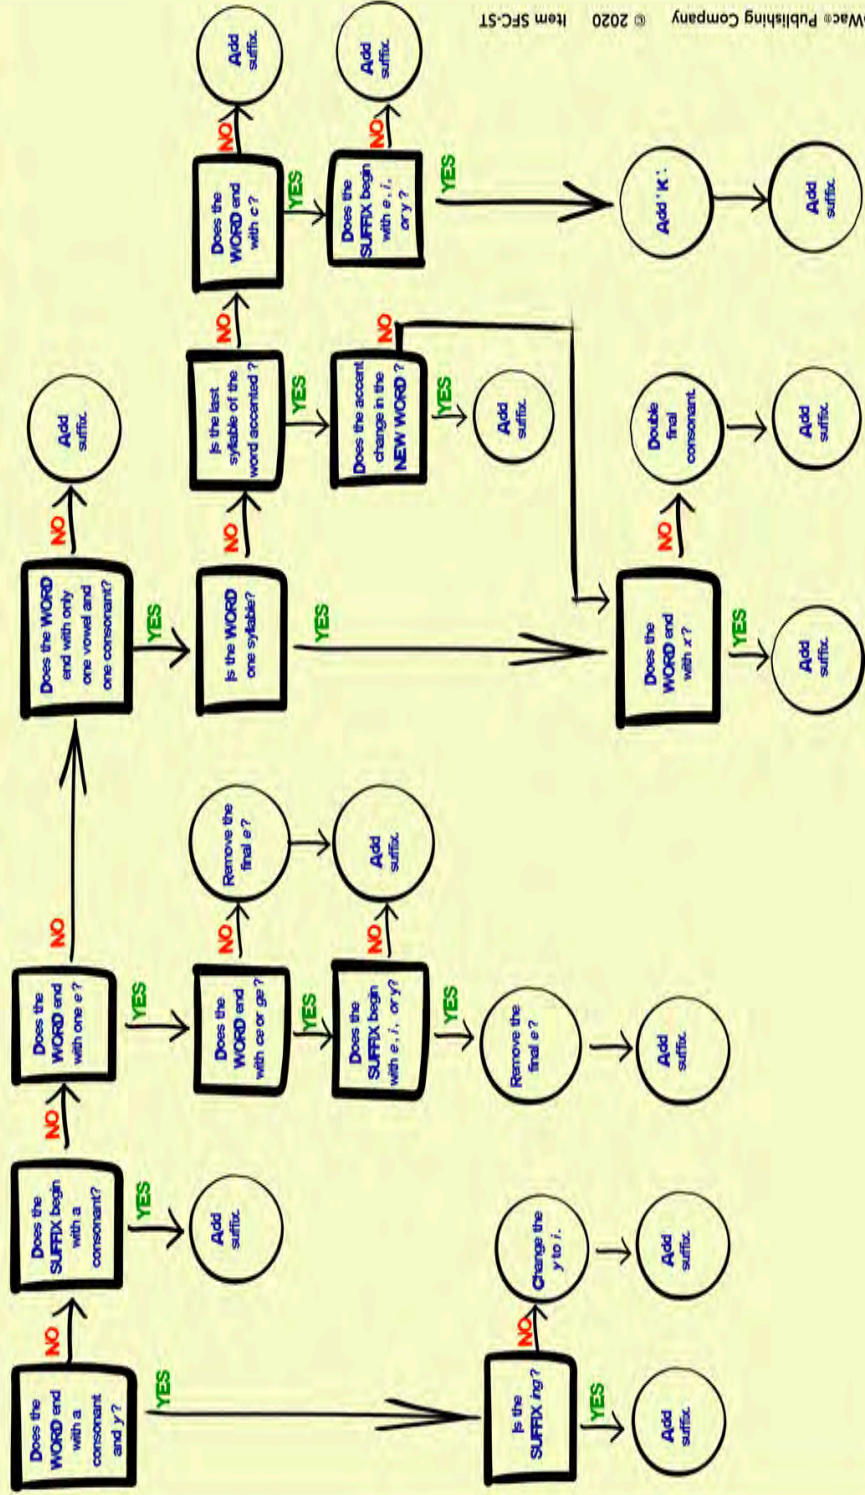 Does the
WORD end
with a
consonant
and y?
NO
YES
Does the
SUFFIX begin
with a
consonant?
NO
YES
Add
suffix.
Does the
WORD end
with one e?
NO
YES
Does the WORD
end with only
one vowel and
one consonant?
NO
YES
Add
suffix.
Does the
WORD end
with ce or ge?
NO
YES
Remove the
final e?
Is the WORD
one syllable?
NO
YES
Is the last
syllable of the
word accented?
NO
YES
Does the
WORD end
with c?
NO
YES
Add
suffix.
Does the
SUFFIX begin
with e, i, or y?
NO
YES
Add
suffix.
Does the accent
change in the
NEW WORD?
NO
YES
Does the
SUFFIX begin
with e, i,
or y?
NO
YES
Add
suffix.
Is the
SUFFIX ing?
NO
YES
Change the
y to i.
Remove the
final e?
Add
suffix.
Does the
WORD end
with x?
NO
YES
Double
final
consonant.
Add 'K'.
Add
suffix.
Add
suffix.
Add
suffix.
Add
suffix.
Add
suffix.
Add
suffix.
Publishing Company © 2020 Item SFC-ST